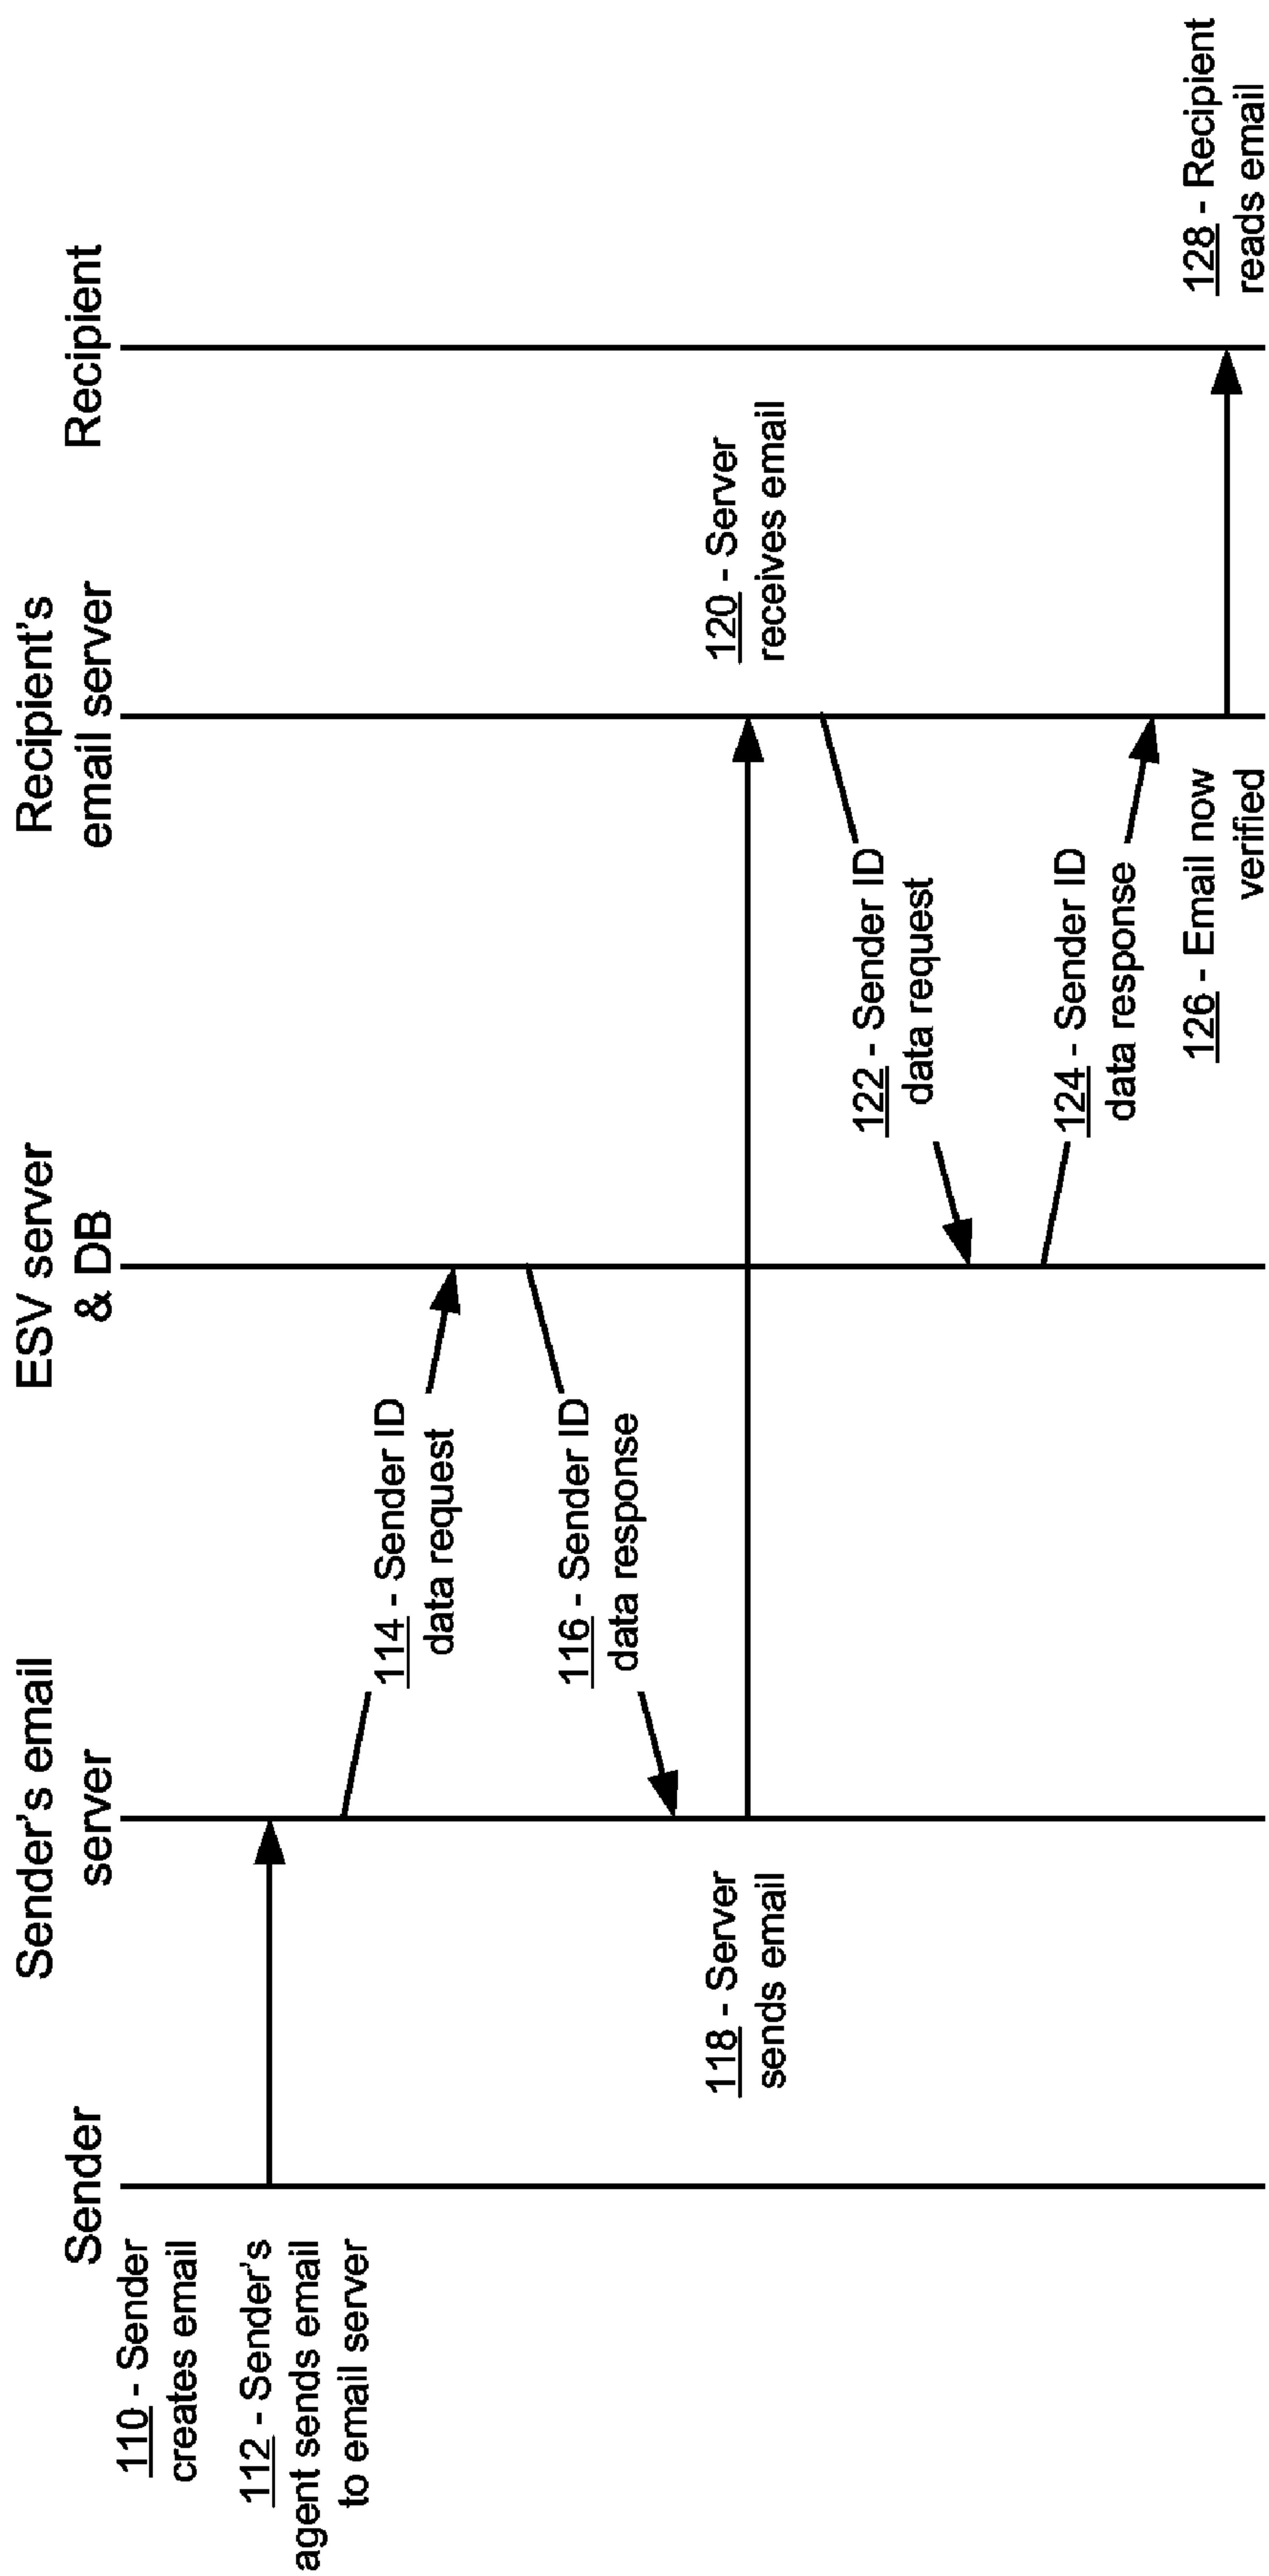 Sender
Sender's email
server
ESV server
& DB
Recipient's
email server
Recipient
110 - Sender
creates email
112 - Sender's
agent sends email
to email server
114 - Sender ID
data request
116 - Sender ID
data response
118 - Server
sends email
120 - Server
receives email
122 - Sender ID
data request
124 - Sender ID
data response
126 - Email now
verified
128 - Recipient
reads email